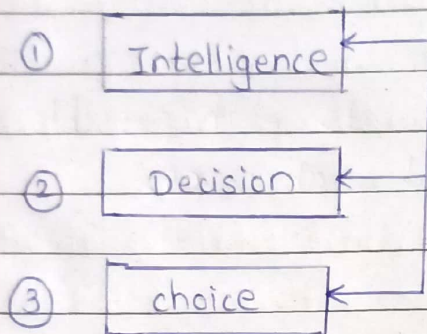 ① Intelligence
② Decision
③ choice